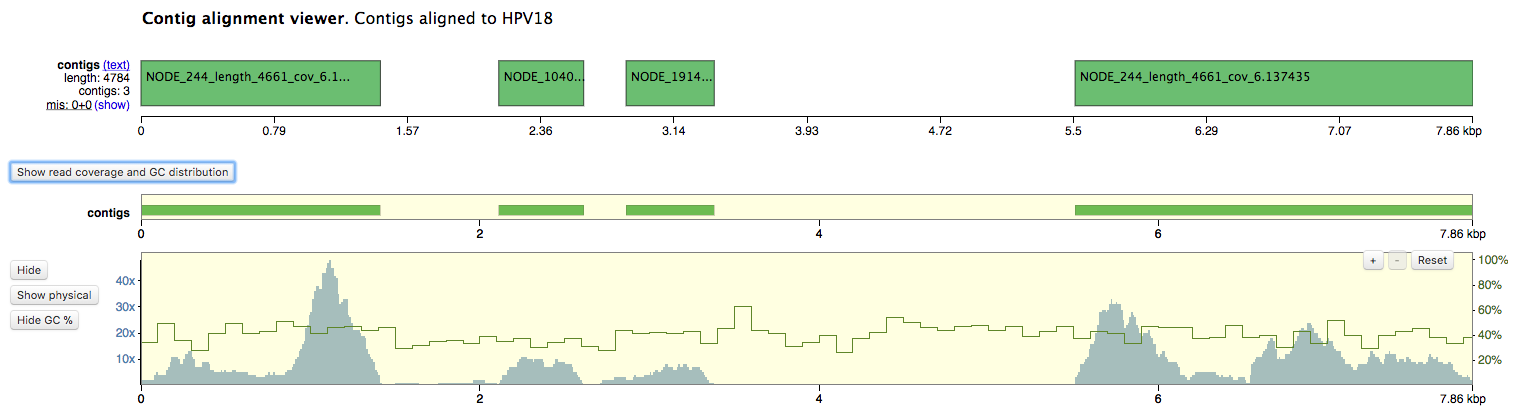 Contig alignment viewer. Contigs aligned to HPV18
contigs (text)
length: 4784
contigs: 3
mis: 0+0 (show)
NODE_244_length_4661_cov_6.1... NODE_1040... NODE_1914... NODE_244_length_4661_cov_6.137435
0 0.79 1.57 2.36 3.14 3.93 4.72 5.5 6.29 7.07 7.86 kbp
Show read coverage and GC distribution
contigs
0 2 4 6 7.86 kbp
Hide
Show physical
Hide GC %
40x
30x
20x
10x
+ - Reset
100%
80%
60%
40%
20%
0 2 4 6 7.86 kbp